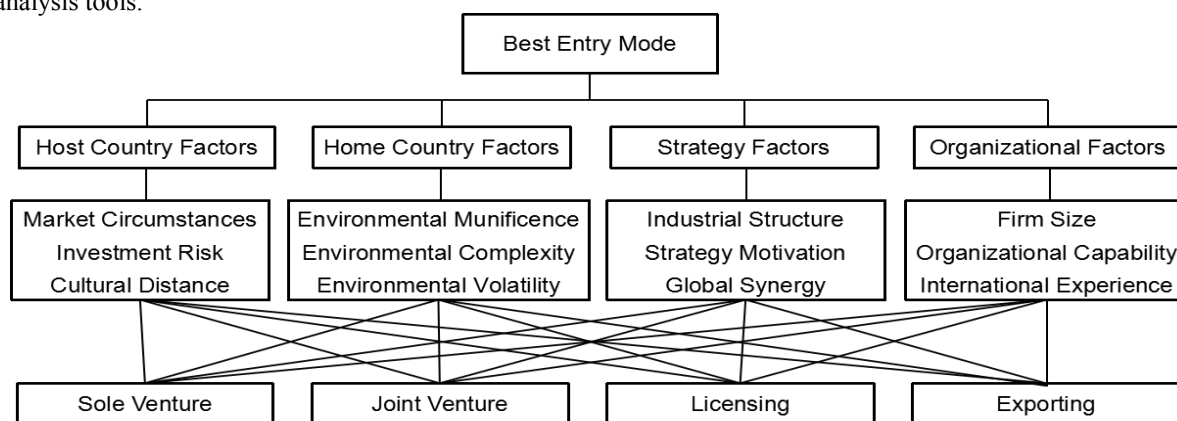 analysis tools.
Best Entry Mode
Host Country Factors
Home Country Factors
Strategy Factors
Organizational Factors
Market Circumstances
Investment Risk
Cultural Distance
Environmental Munificence
Environmental Complexity
Environmental Volatility
Industrial Structure
Strategy Motivation
Global Synergy
Firm Size
Organizational Capability
International Experience
Sole Venture
Joint Venture
Licensing
Exporting